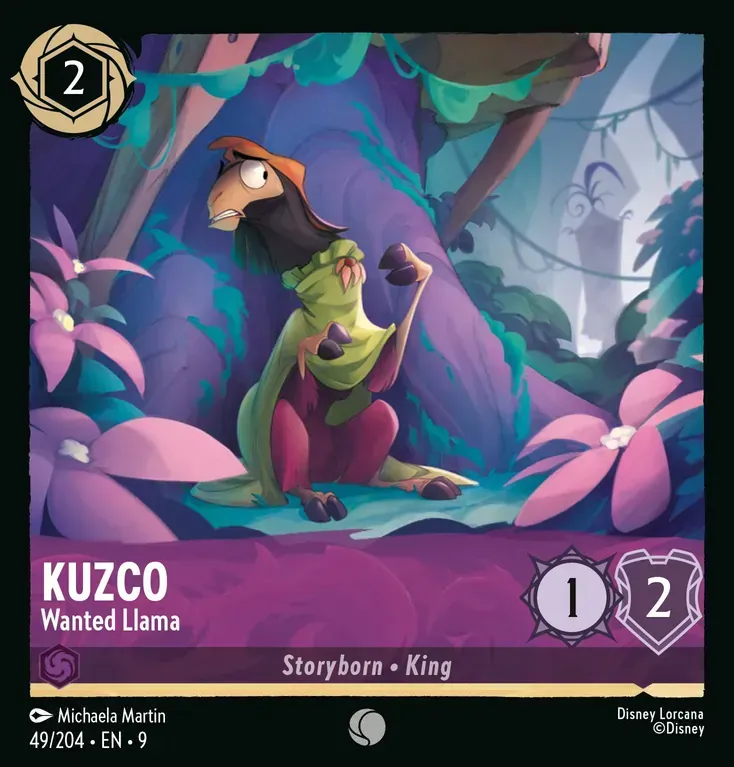 2
KUZCO
Wanted Llama
1
2
Storyborn • King
Michaela Martin
49/204 • EN • 9
Disney Lorcana
©Disney